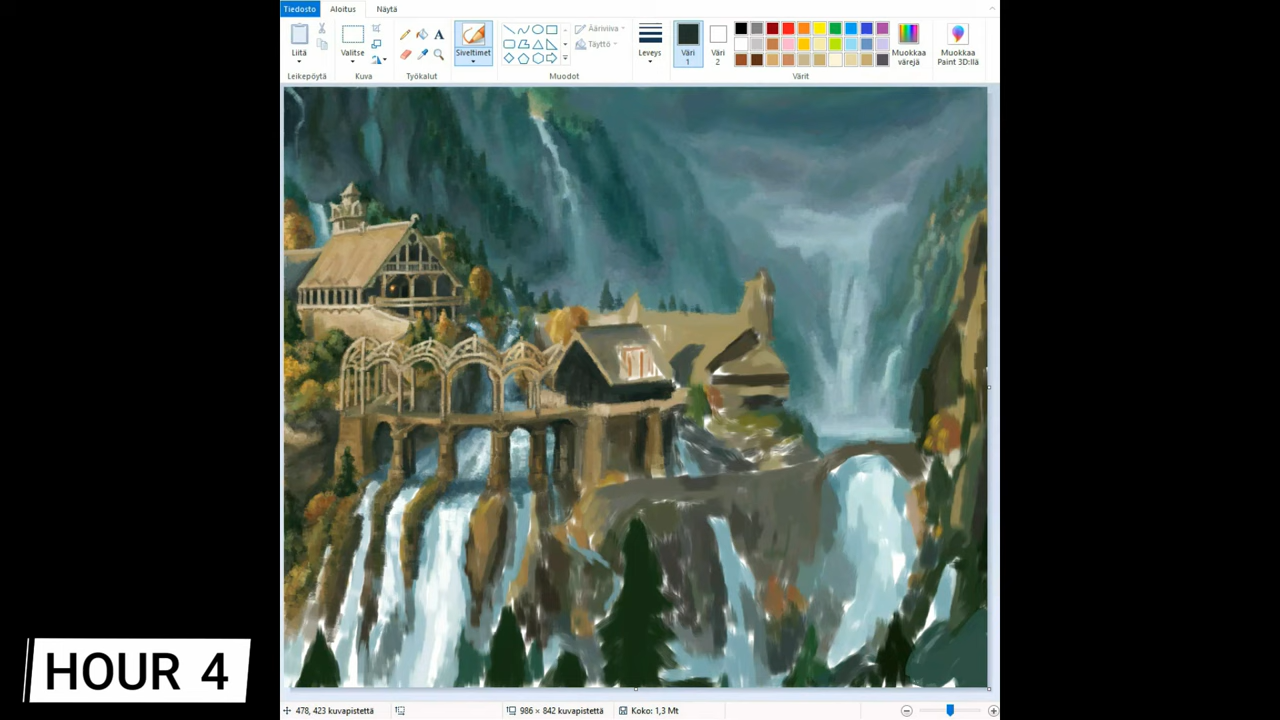 Tiedosto Aloitus Näytä
Liitä
Valitse
A
Siveltimet
Ääriviiva
Täyttö
Leveys
Väri
1
Väri
2
Muokkaa
värejä
Muokkaa
Paint 3D:llä
Leikepöytä Kuva Työkalut Muodot Värit
HOUR 4
478, 423 kuvapistettä 986 × 842 kuvapistettä Koko: 1,3 Mt